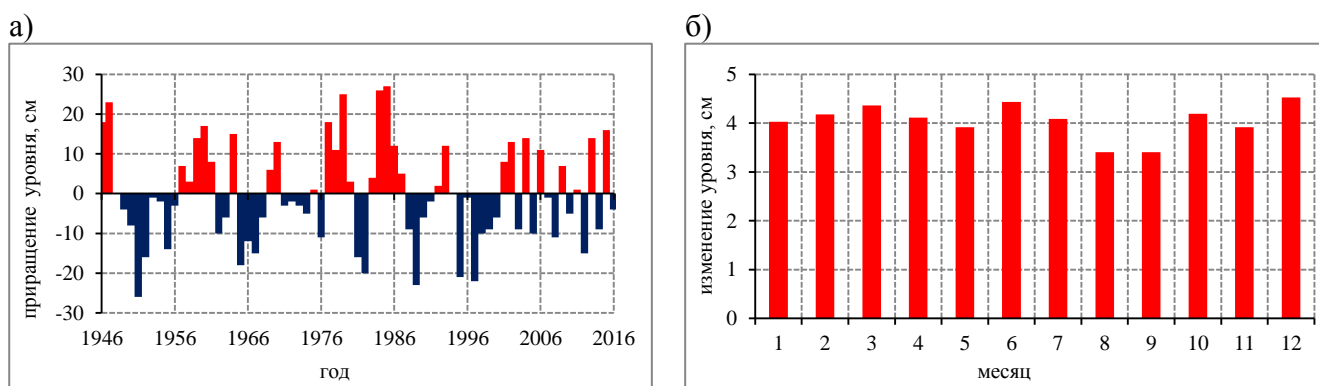 а)
30
20
10
0
-10
-20
-30
1946 1956 1966 1976 1986 1996 2006 2016
приращение уровня, см
год
б)
5
4
3
2
1
0
1 2 3 4 5 6 7 8 9 10 11 12
изменение уровня, см
месяц